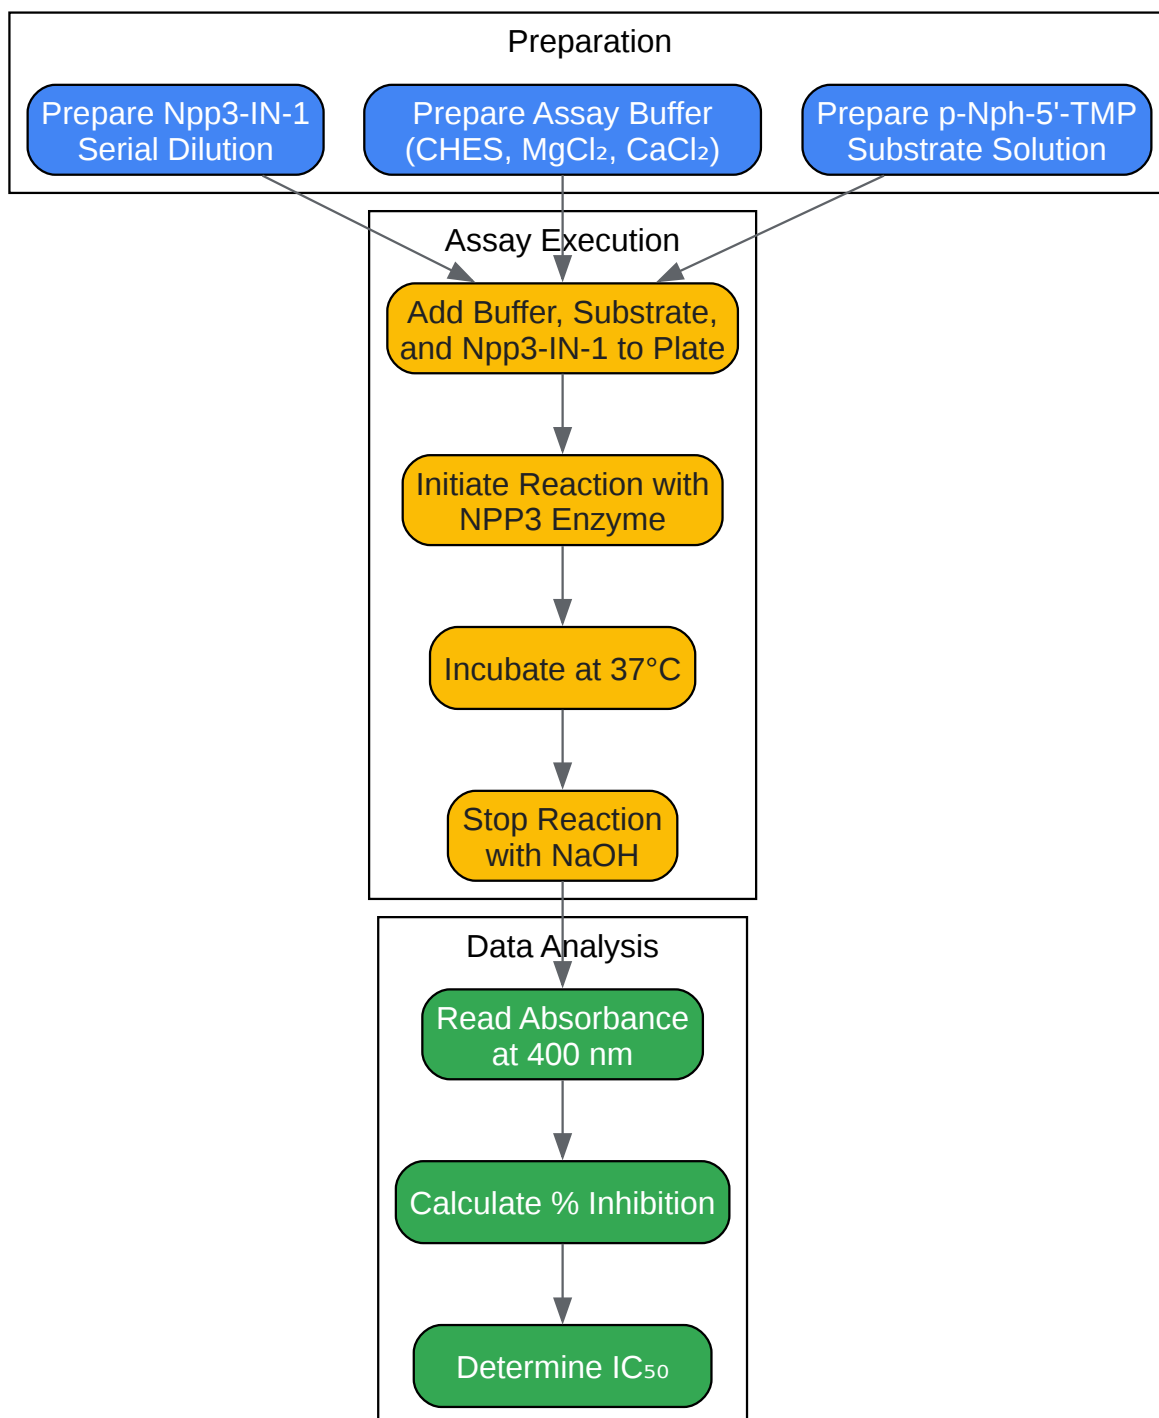 Preparation
Prepare Npp3-IN-1
Serial Dilution
Prepare Assay Buffer
(CHES, MgCl₂, CaCl₂)
Prepare p-Nph-5'-TMP
Substrate Solution
Assay Execution
Add Buffer, Substrate,
and Npp3-IN-1 to Plate
Initiate Reaction with
NPP3 Enzyme
Incubate at 37°C
Stop Reaction
with NaOH
Data Analysis
Read Absorbance
at 400 nm
Calculate % Inhibition
Determine IC₅₀